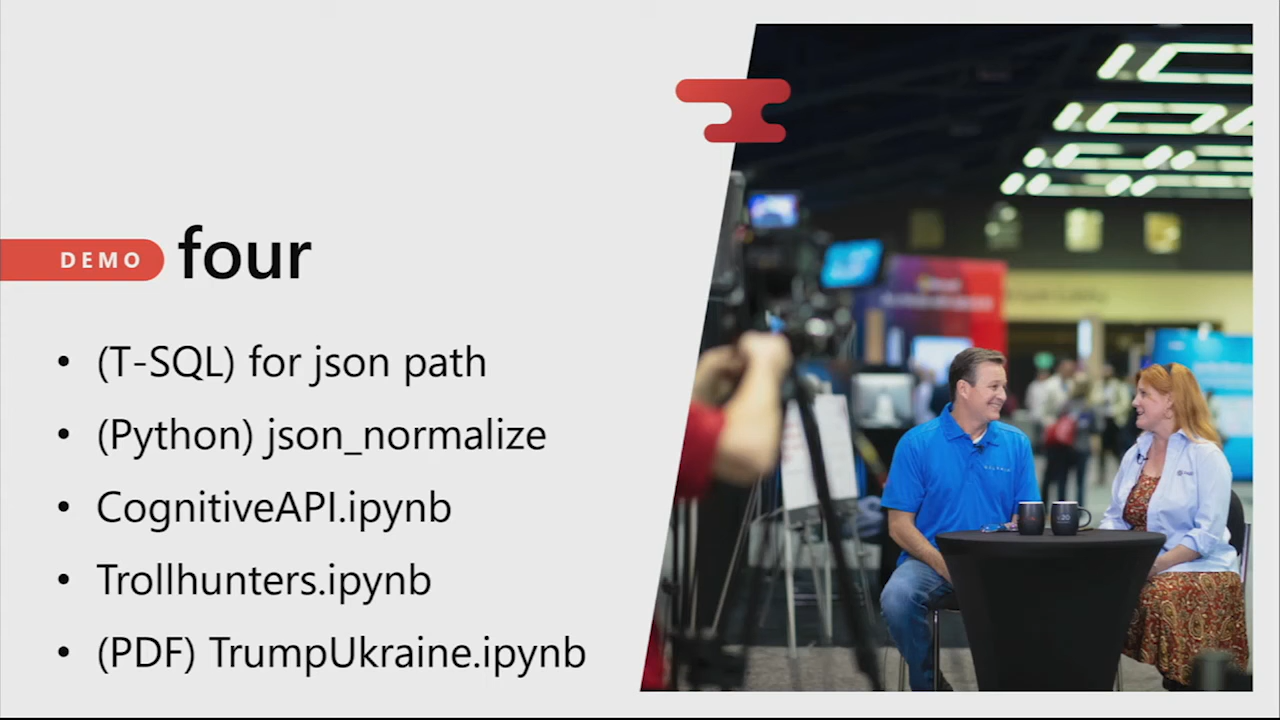 DEMO four
• (T-SQL) for json path
• (Python) json_normalize
• CognitiveAPI.ipynb
• Trollhunters.ipynb
• (PDF) TrumpUkraine.ipynb